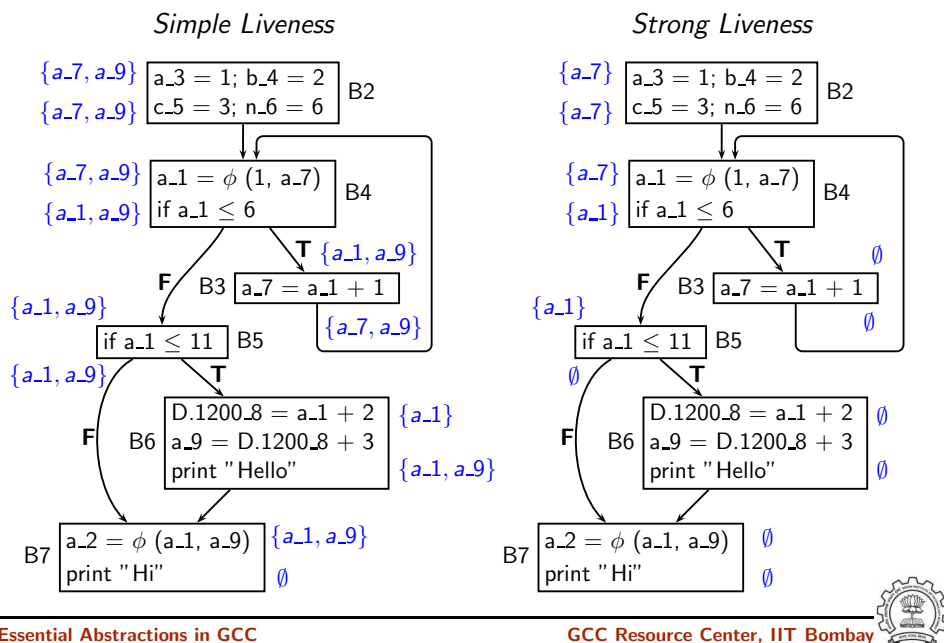 Simple Liveness
{a_7, a_9}
a_3 = 1; b_4 = 2
c_5 = 3; n_6 = 6
B2
{a_7, a_9}
{a_7, a_9}
a_1 = ϕ (1, a_7)
if a_1 ≤ 6
B4
{a_1, a_9}
F
T
{a_1, a_9}
B3
a_7 = a_1 + 1
{a_7, a_9}
{a_1, a_9}
if a_1 ≤ 11
B5
{a_1, a_9}
F
T
B6
D.1200_8 = a_1 + 2
a_9 = D.1200_8 + 3
print "Hello"
{a_1}
{a_1, a_9}
B7
a_2 = ϕ (a_1, a_9)
print "Hi"
{a_1, a_9}
∅
Strong Liveness
{a_7}
a_3 = 1; b_4 = 2
c_5 = 3; n_6 = 6
B2
{a_7}
{a_7}
a_1 = ϕ (1, a_7)
if a_1 ≤ 6
B4
{a_1}
F
T
∅
B3
a_7 = a_1 + 1
∅
{a_1}
if a_1 ≤ 11
B5
∅
F
T
B6
D.1200_8 = a_1 + 2
a_9 = D.1200_8 + 3
print "Hello"
∅
∅
B7
a_2 = ϕ (a_1, a_9)
print "Hi"
∅
∅
Essential Abstractions in GCC
GCC Resource Center, IIT Bombay